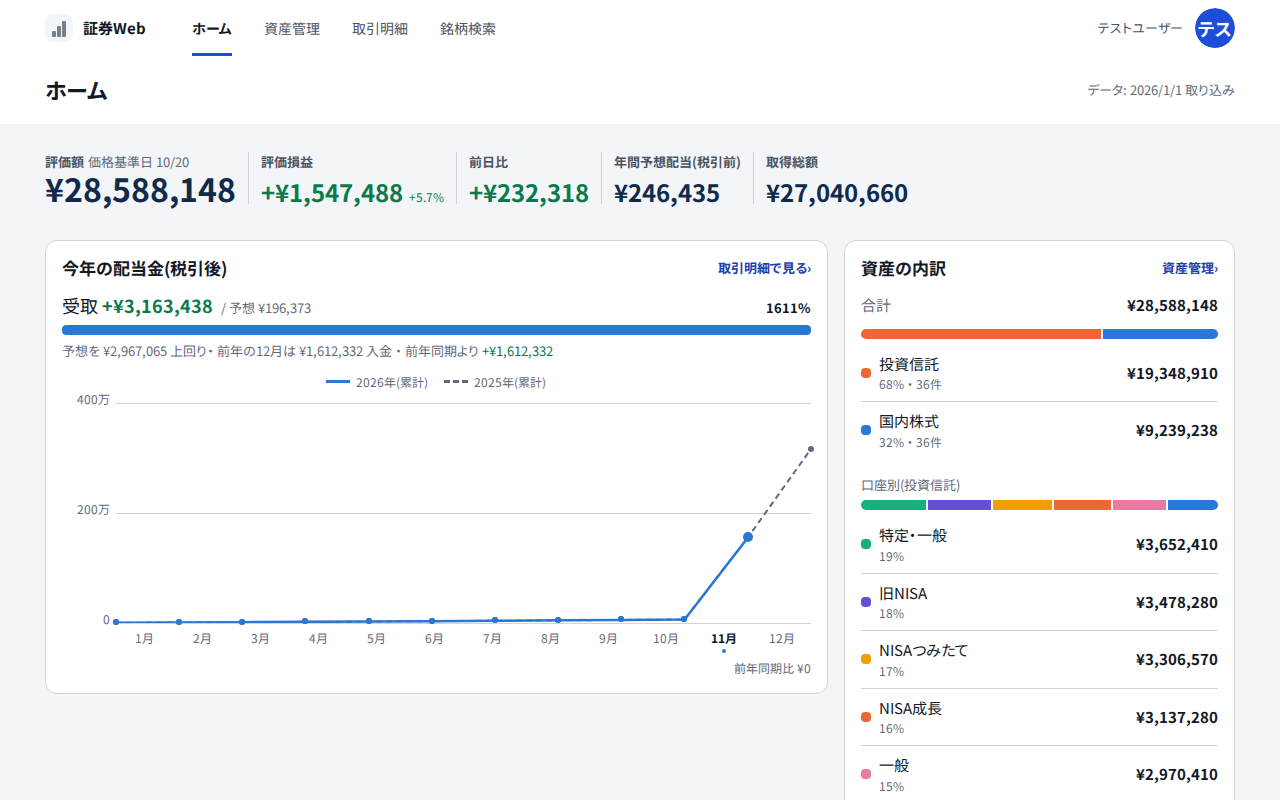 証券Web
ホーム
資産管理
取引明細
銘柄検索
テストユーザー
テス
ホーム
データ: 2026/1/1 取り込み
評価額 価格基準日 10/20
¥28,588,148
評価損益
+¥1,547,488 +5.7%
前日比
+¥232,318
年間予想配当(税引前)
¥246,435
取得総額
¥27,040,660
今年の配当金(税引後)
取引明細で見る›
受取 +¥3,163,438 / 予想 ¥196,373
1611%
予想を ¥2,967,065 上回り・前年の12月は ¥1,612,332 入金・前年同期より +¥1,612,332
2026年(累計)
2025年(累計)
400万
200万
0
1月
2月
3月
4月
5月
6月
7月
8月
9月
10月
11月
12月
前年同期比 ¥0
資産の内訳
資産管理›
合計
¥28,588,148
投資信託
68%・36件
¥19,348,910
国内株式
32%・36件
¥9,239,238
口座別(投資信託)
特定・一般
19%
¥3,652,410
旧NISA
18%
¥3,478,280
NISAつみたて
17%
¥3,306,570
NISA成長
16%
¥3,137,280
一般
15%
¥2,970,410